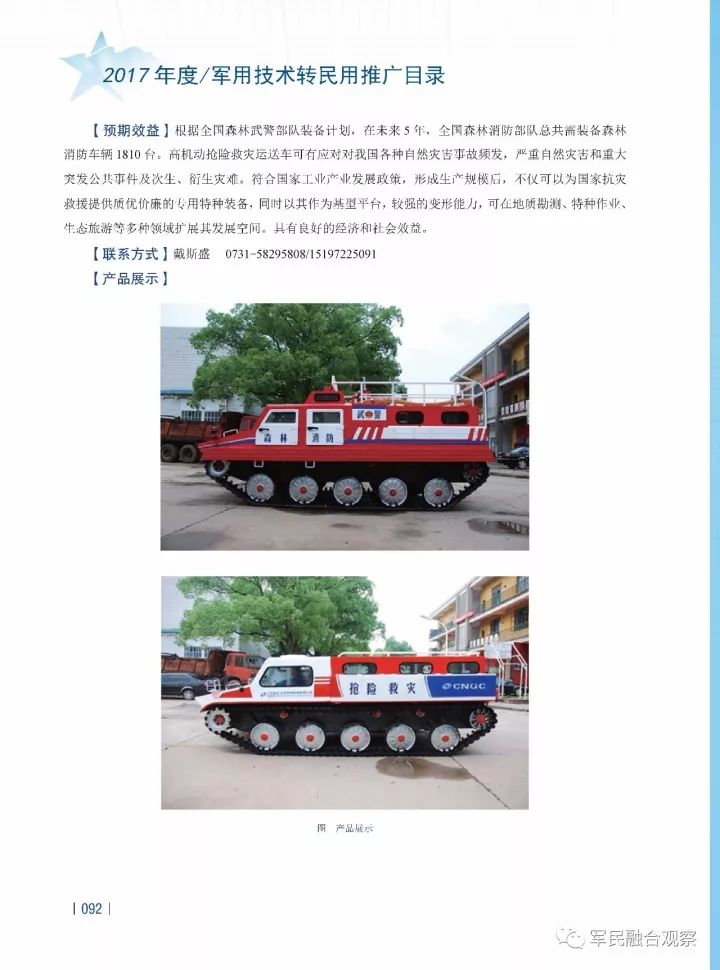 2017年度/军用技术转民用推广目录
【预期效益】根据全国森林武警部队装备计划，在未来5年，全国森林消防部队总共需装备森林
消防车辆1810台。高机动抢险救灾运送车可有应对对我国各种自然灾害事故频发，严重自然灾害和重大
突发公共事件及次生、衍生灾难。符合国家工业产业发展政策，形成生产规模后，不仅可以为国家抗灾
救援提供质优价廉的专用特种装备，同时以其作为基型平台，较强的变形能力，可在地质勘测、特种作业、
生态旅游等多种领域扩展其发展空间。具有良好的经济和社会效益。
【联系方式】戴斯盛 0731-58295808/15197225091
【产品展示】
武 警
森 林 消 防
抢险救灾
CNGC
图 产品展示
092
军民融合观察